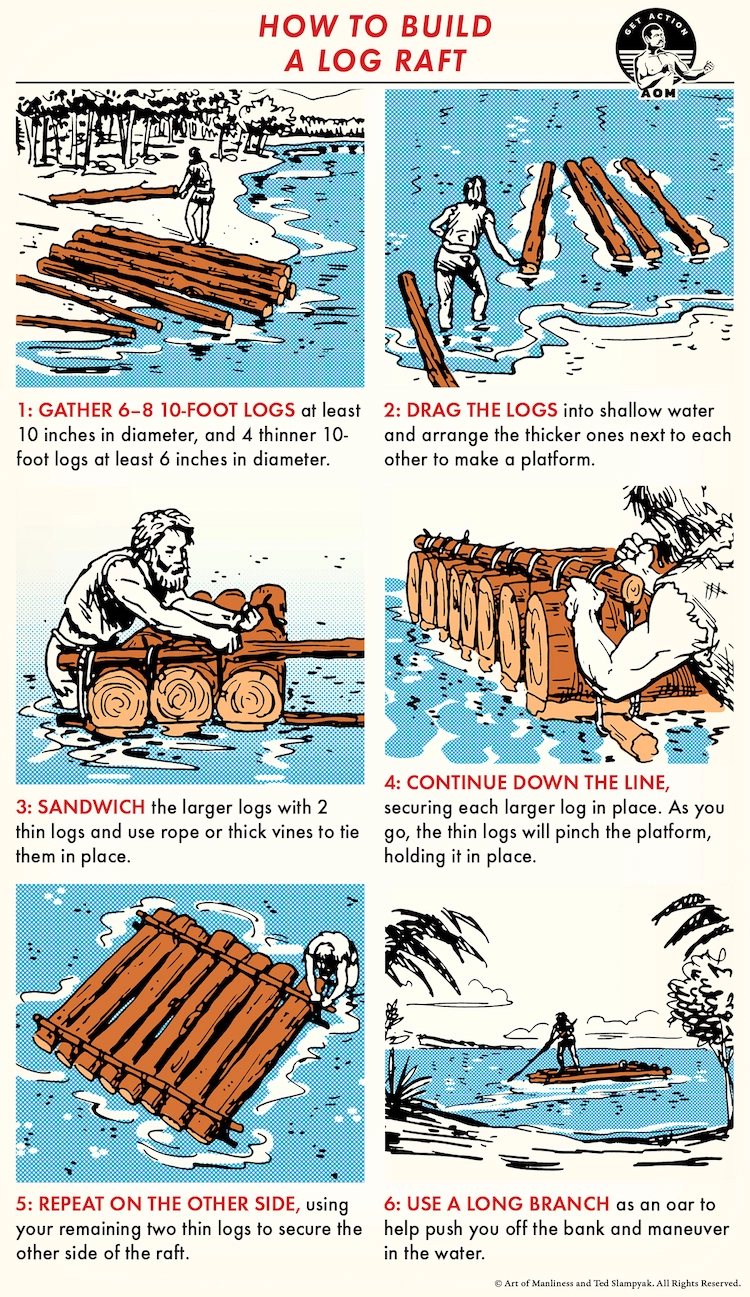 HOW TO BUILD
A LOG RAFT
GET ACTION
AOM
1: GATHER 6–8 10-FOOT LOGS at least
10 inches in diameter, and 4 thinner 10-
foot logs at least 6 inches in diameter.
2: DRAG THE LOGS into shallow water
and arrange the thicker ones next to each
other to make a platform.
3: SANDWICH the larger logs with 2
thin logs and use rope or thick vines to tie
them in place.
4: CONTINUE DOWN THE LINE,
securing each larger log in place. As you
go, the thin logs will pinch the platform,
holding it in place.
5: REPEAT ON THE OTHER SIDE, using
your remaining two thin logs to secure the
other side of the raft.
6: USE A LONG BRANCH as an oar to
help push you off the bank and maneuver
in the water.
© Art of Manliness and Ted Slampyak. All Rights Reserved.